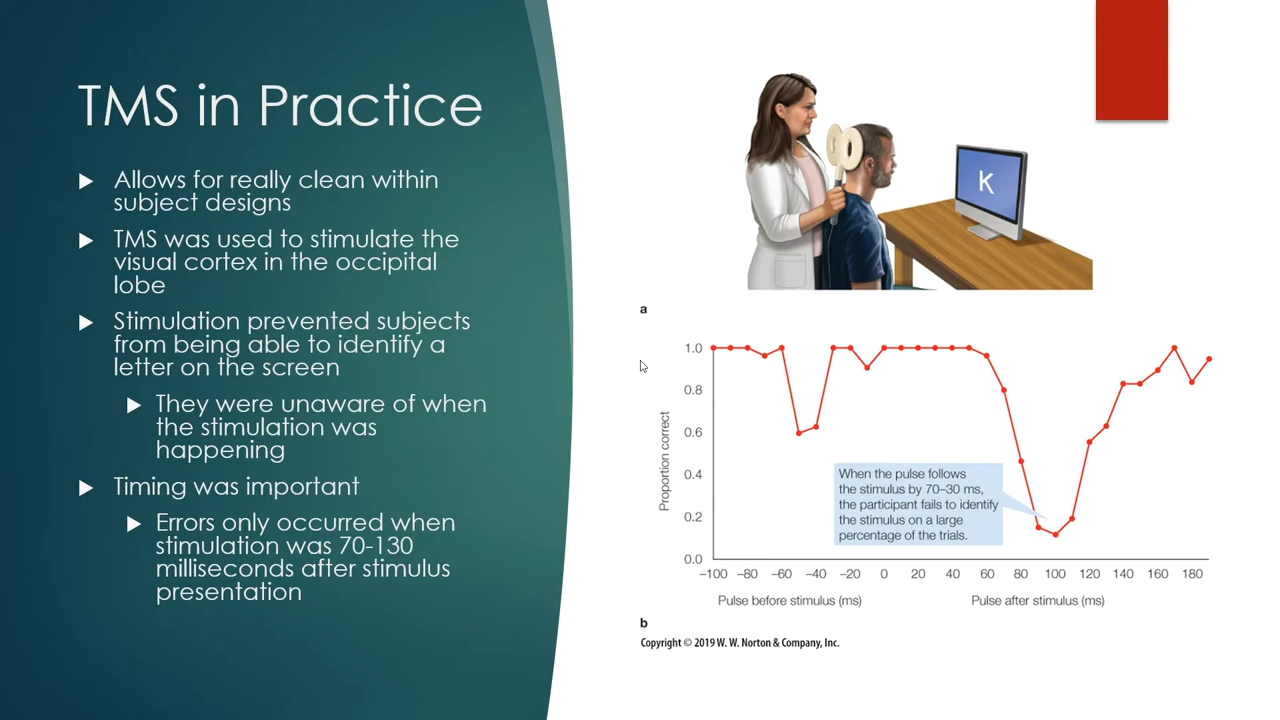 TMS in Practice
Allows for really clean within
subject designs
TMS was used to stimulate the
visual cortex in the occipital
lobe
Stimulation prevented subjects
from being able to identify a
letter on the screen
They were unaware of when
the stimulation was
happening
Timing was important
Errors only occurred when
stimulation was 70-130
milliseconds after stimulus
presentation
K
a
1.0
0.8
0.6
0.4
0.2
0.0
Proportion correct
When the pulse follows
the stimulus by 70–30 ms,
the participant fails to identify
the stimulus on a large
percentage of the trials.
–100 –80 –60 –40 –20 0 20 40 60 80 100 120 140 160 180
Pulse before stimulus (ms) Pulse after stimulus (ms)
b
Copyright © 2019 W. W. Norton & Company, Inc.